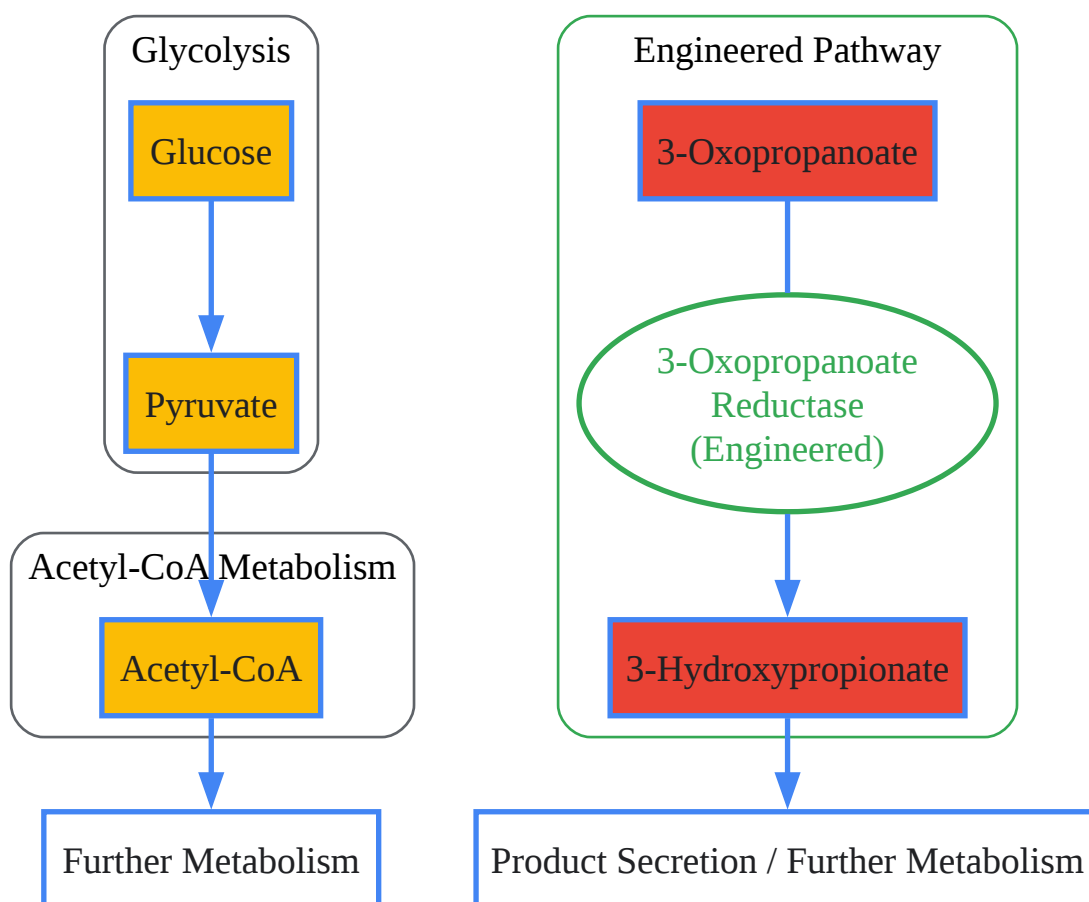 Glycolysis
Glucose
Pyruvate
Acetyl-CoA Metabolism
Acetyl-CoA
Further Metabolism
Engineered Pathway
3-Oxopropanoate
3-Oxopropanoate
Reductase
(Engineered)
3-Hydroxypropionate
Product Secretion / Further Metabolism